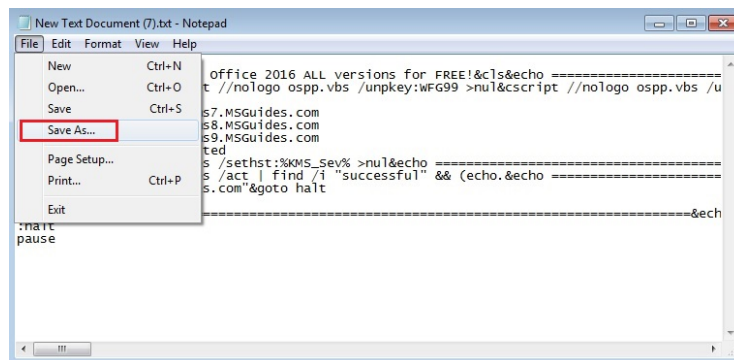 New Text Document (7).txt - Notepad
File Edit Format View Help
New Ctrl+N
Open... Ctrl+O
Save Ctrl+S
Save As...
Page Setup...
Print... Ctrl+P
Exit
office 2016 ALL versions for FREE!&cls&echo =====================
t //nologo ospp.vbs /unpkey:WFG99 >nul&cscript //nologo ospp.vbs /u
s7.MSGuides.com
s8.MSGuides.com
s9.MSGuides.com
ted
s /sethst:%KMS_Sev% >nul&echo ===================================
s /act | find /i "successful" && (echo.&echo =====================
s.com"&goto halt
============================================================&ech
:halt
pause